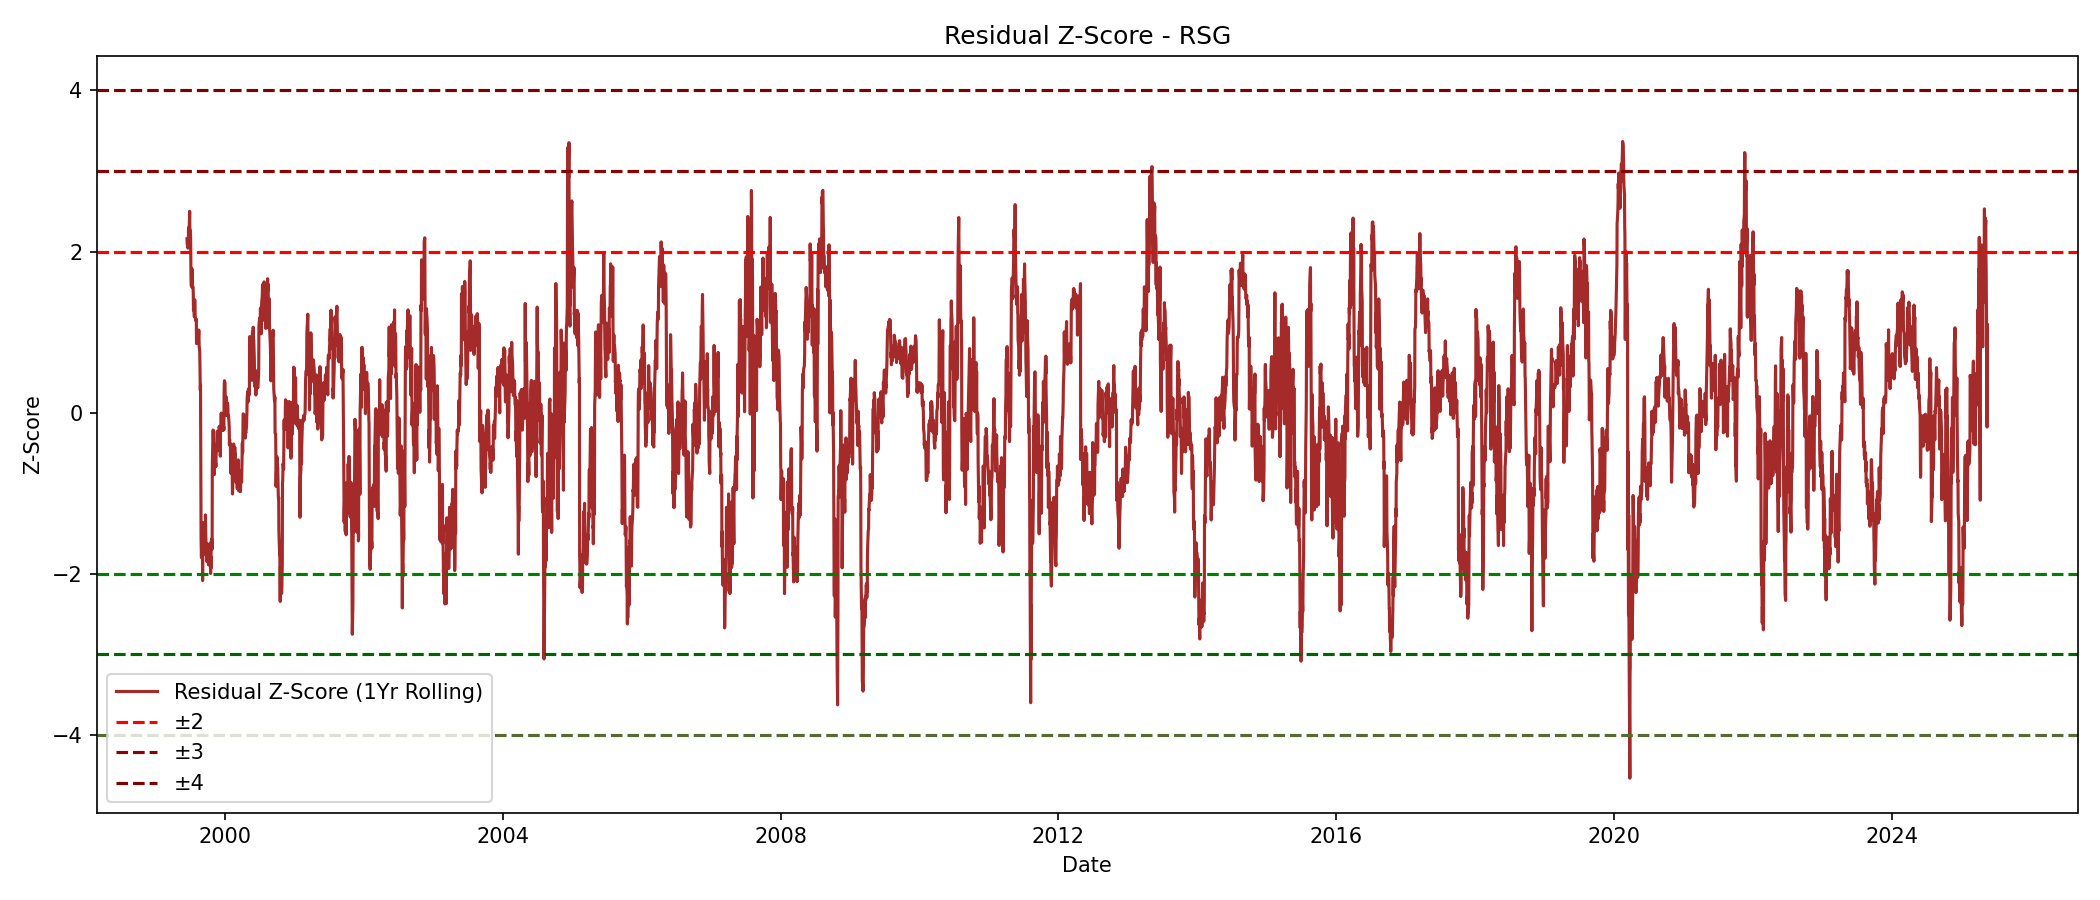 Residual Z-Score - RSG
4
2
0
−2
−4
Z-Score
Residual Z-Score (1Yr Rolling)
±2
±3
±4
2000 2004 2008 2012 2016 2020 2024
Date